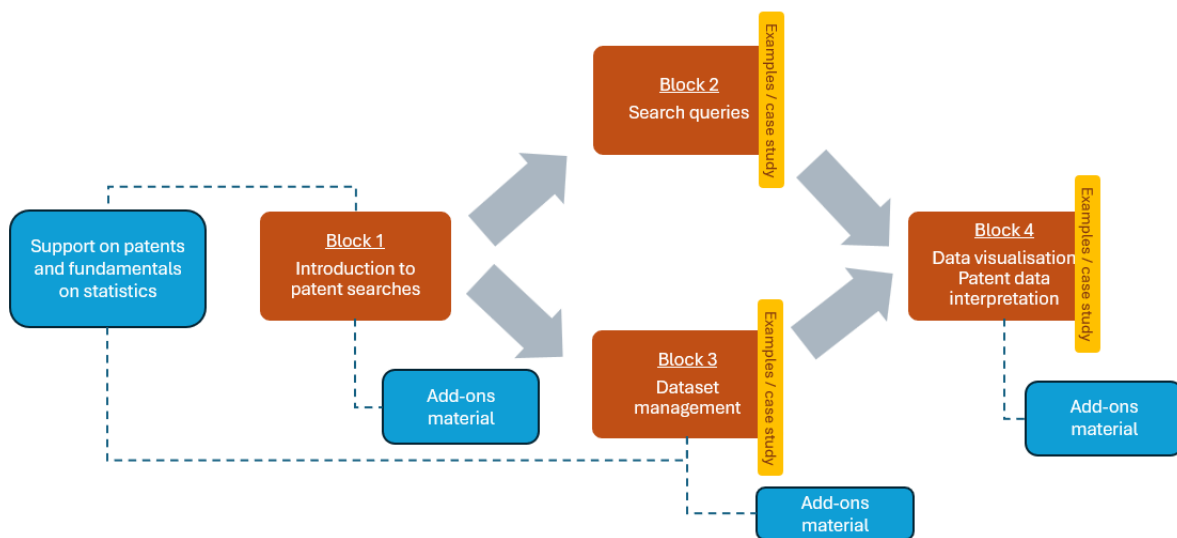 Support on patents
and fundamentals
on statistics
Block 1
Introduction to
patent searches
Add-ons
material
Block 2
Search queries
Examples / case study
Block 3
Dataset
management
Examples / case study
Add-ons
material
Block 4
Data visualisation
Patent data
interpretation
Examples / case study
Add-ons
material